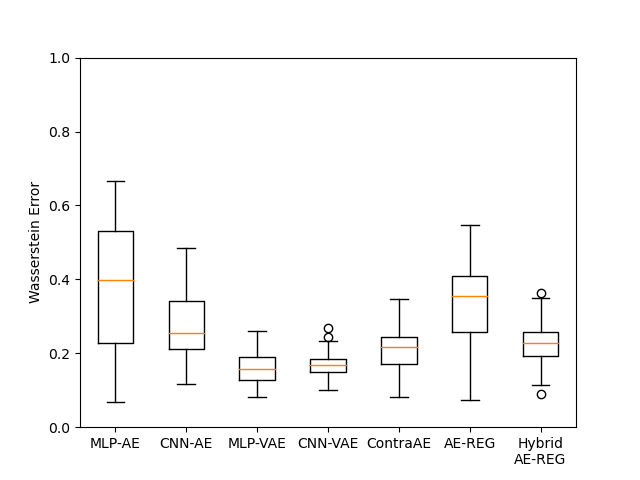 1.0
0.8
0.6
0.4
0.2
0.0
Wasserstein Error
MLP-AE CNN-AE MLP-VAE CNN-VAE ContraAE AE-REG Hybrid
AE-REG